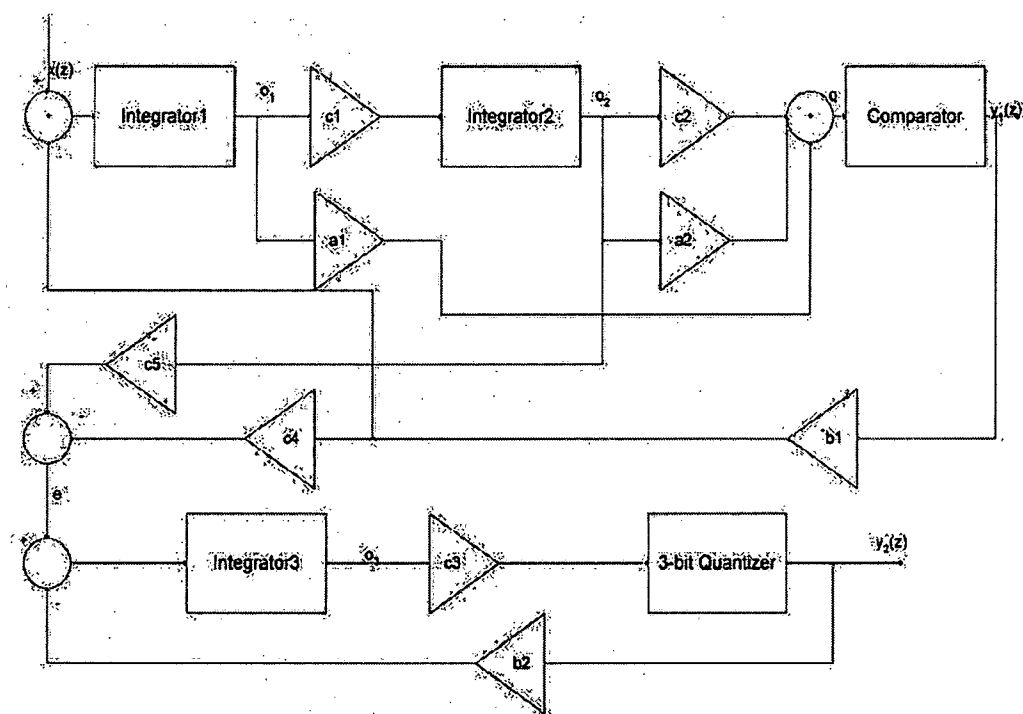 x(z)
Integrator1
o1
c1
Integrator2
o2
c2
q
Comparator
y1(z)
a1
a2
c5
c4
b1
e
Integrator3
o3
c3
3-bit Quantizer
y2(z)
b2